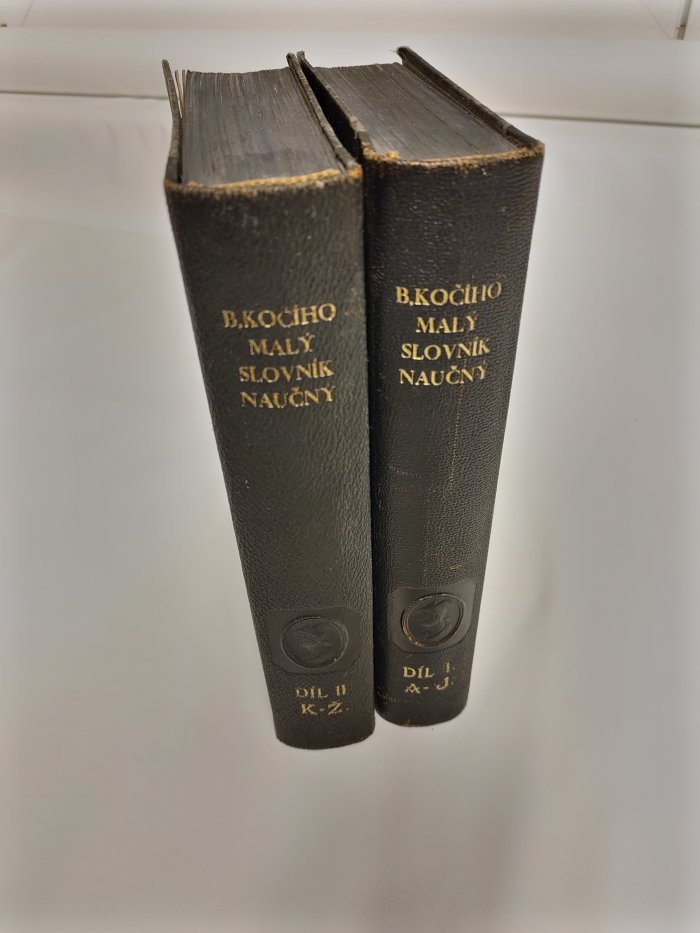 B. KOČÍHO
MALÝ
SLOVNÍK
NAUČNÝ
DÍL II
K-Ž.
B. KOČÍHO
MALÝ
SLOVNÍK
NAUČNÝ
DÍL I.
A-J.